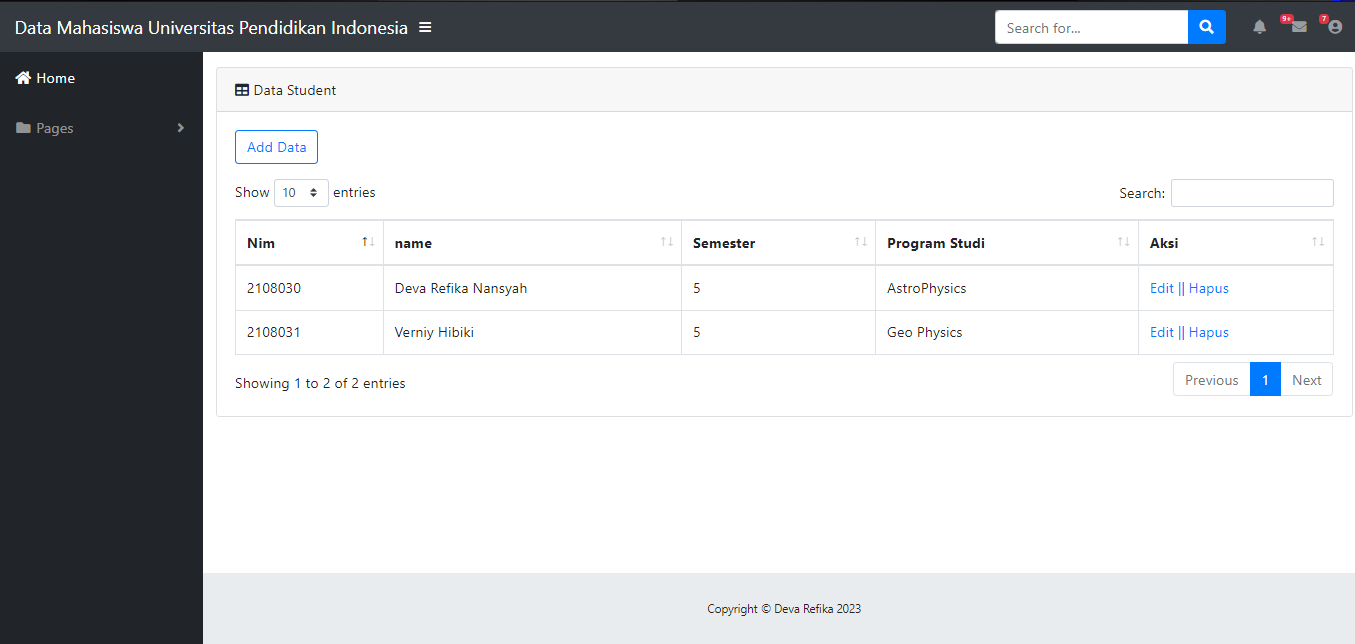 Data Mahasiswa Universitas Pendidikan Indonesia
Search for...
9+
7
Home
Pages
Data Student
Add Data
Show 10 entries
Search:
Nim name Semester Program Studi Aksi
2108030 Deva Refika Nansyah 5 AstroPhysics Edit || Hapus
2108031 Verniy Hibiki 5 Geo Physics Edit || Hapus
Showing 1 to 2 of 2 entries
Previous 1 Next
Copyright © Deva Refika 2023